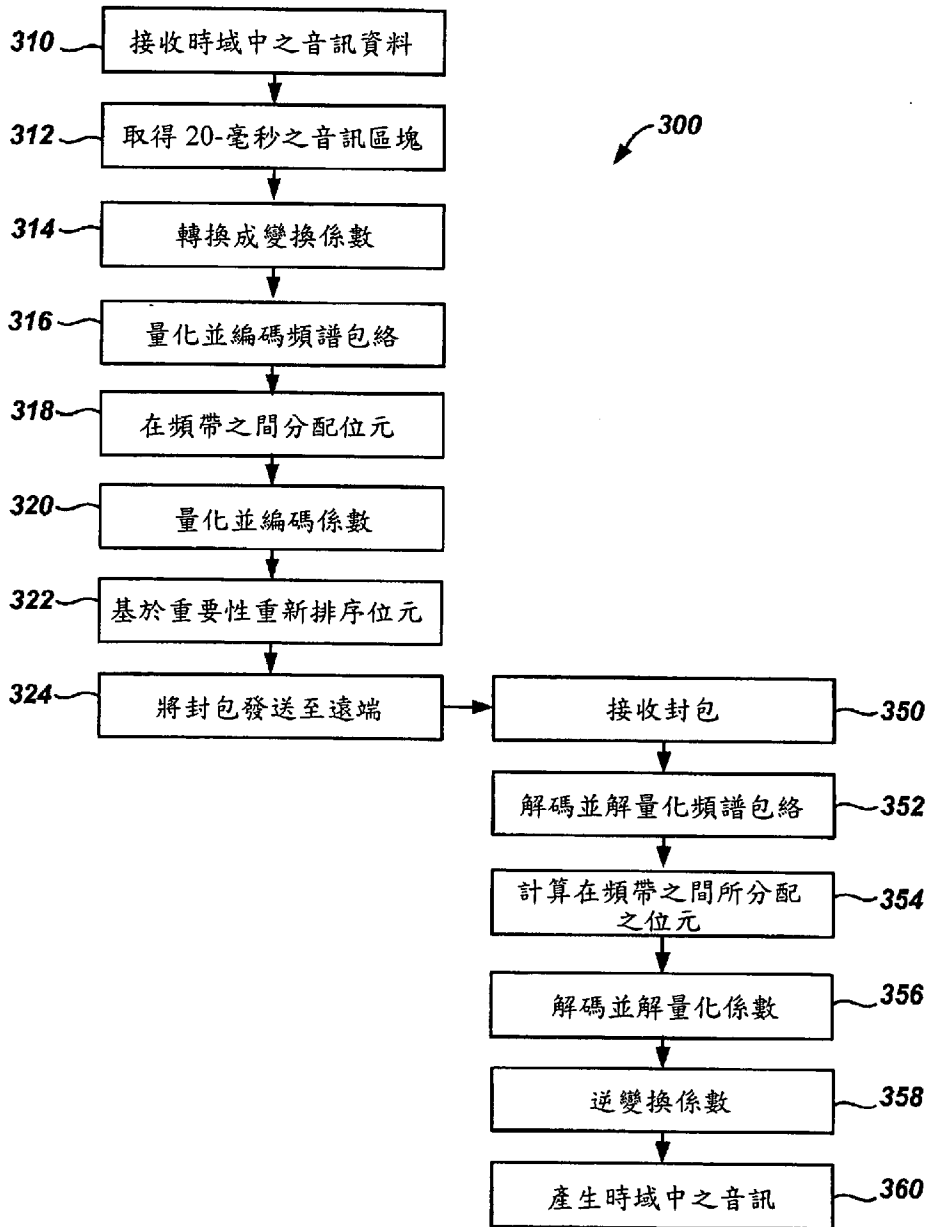 310 接收時域中之音訊資料
312 取得 20-毫秒之音訊區塊
300
314 轉換成變換係數
316 量化並編碼頻譜包絡
318 在頻帶之間分配位元
320 量化並編碼係數
322 基於重要性重新排序位元
324 將封包發送至遠端
接收封包 350
解碼並解量化頻譜包絡 352
計算在頻帶之間所分配
之位元 354
解碼並解量化係數 356
逆變換係數 358
產生時域中之音訊 360